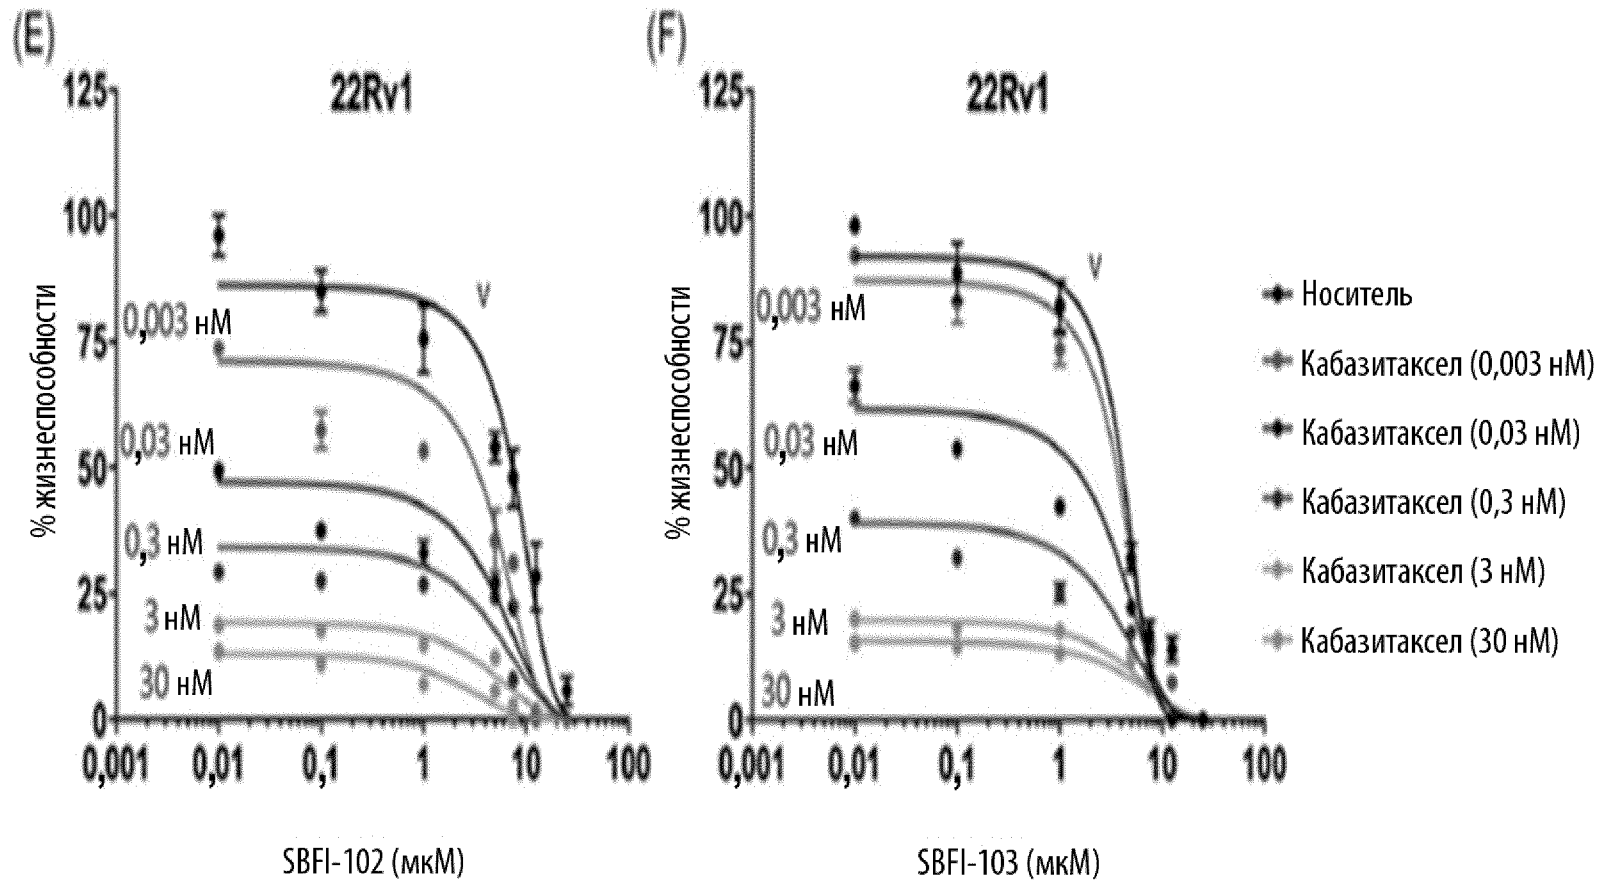 (E)
22Rv1
125
100
75
50
25
0
% жизнеспособности
V
0,003 нМ
0,03 нМ
0,3 нМ
3 нМ
30 нМ
0,001 0,01 0,1 1 10 100
SBFI-102 (мкМ)
(F)
22Rv1
125
100
75
50
25
0
% жизнеспособности
V
0,003 нМ
0,03 нМ
0,3 нМ
3 нМ
30 нМ
0,001 0,01 0,1 1 10 100
SBFI-103 (мкМ)
Носитель
Кабазитаксел (0,003 нМ)
Кабазитаксел (0,03 нМ)
Кабазитаксел (0,3 нМ)
Кабазитаксел (3 нМ)
Кабазитаксел (30 нМ)